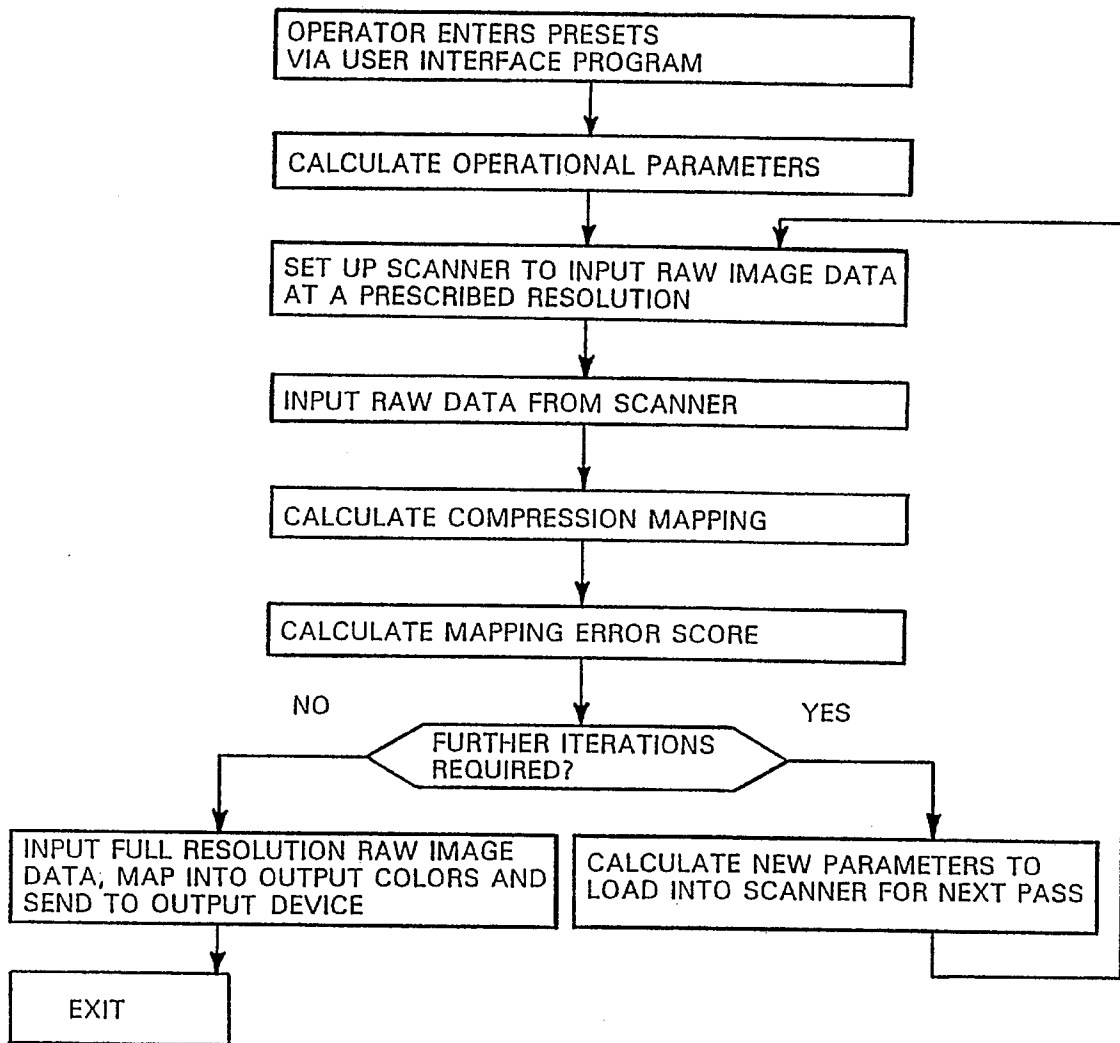 OPERATOR ENTERS PRESETS
VIA USER INTERFACE PROGRAM
CALCULATE OPERATIONAL PARAMETERS
SET UP SCANNER TO INPUT RAW IMAGE DATA
AT A PRESCRIBED RESOLUTION
INPUT RAW DATA FROM SCANNER
CALCULATE COMPRESSION MAPPING
CALCULATE MAPPING ERROR SCORE
NO
YES
FURTHER ITERATIONS
REQUIRED?
INPUT FULL RESOLUTION RAW IMAGE
DATA, MAP INTO OUTPUT COLORS AND
SEND TO OUTPUT DEVICE
CALCULATE NEW PARAMETERS TO
LOAD INTO SCANNER FOR NEXT PASS
EXIT